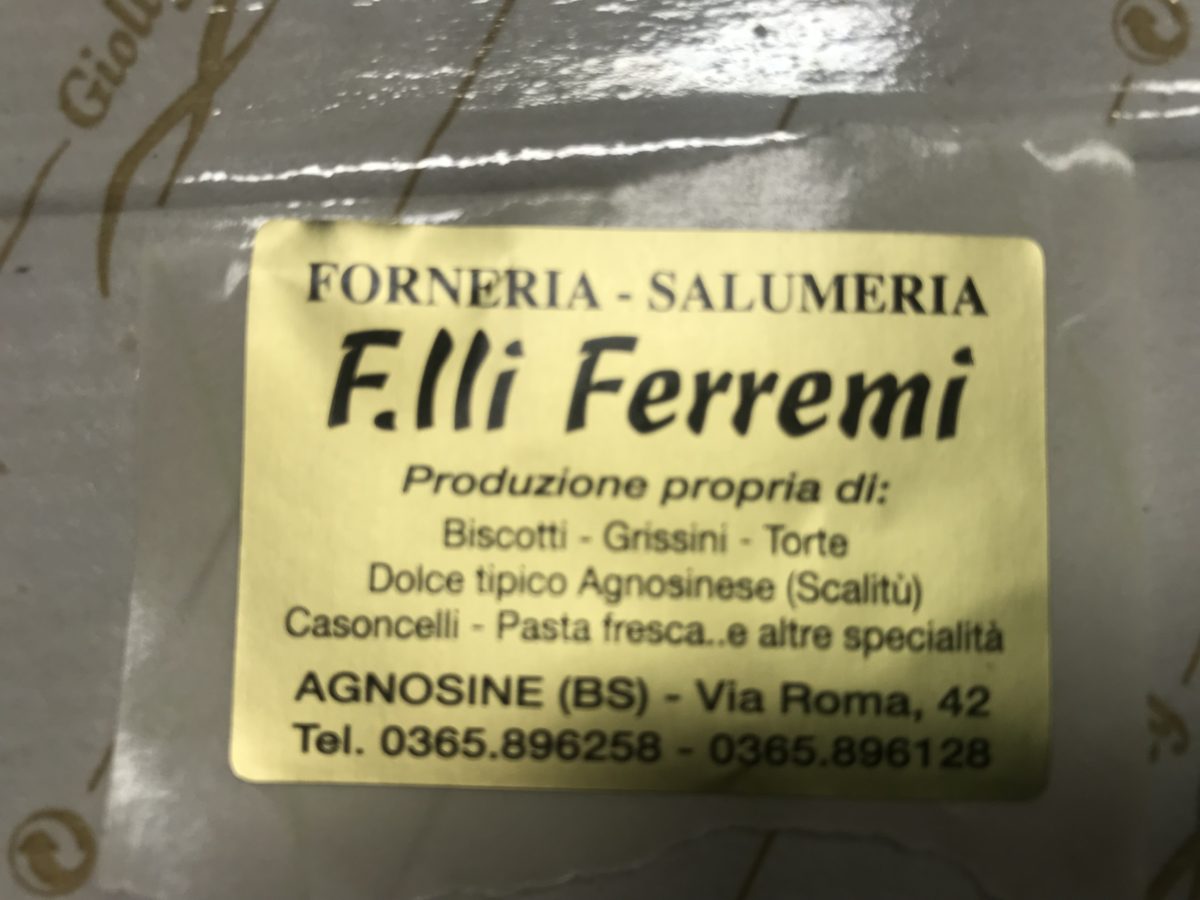 FORNERIA - SALUMERIA
F.lli Ferremi
Produzione propria di:
Biscotti - Grissini - Torte
Dolce tipico Agnosinese (Scalitù)
Casoncelli - Pasta fresca..e altre specialità
AGNOSINE (BS) - Via Roma, 42
Tel. 0365.896258 - 0365.896128